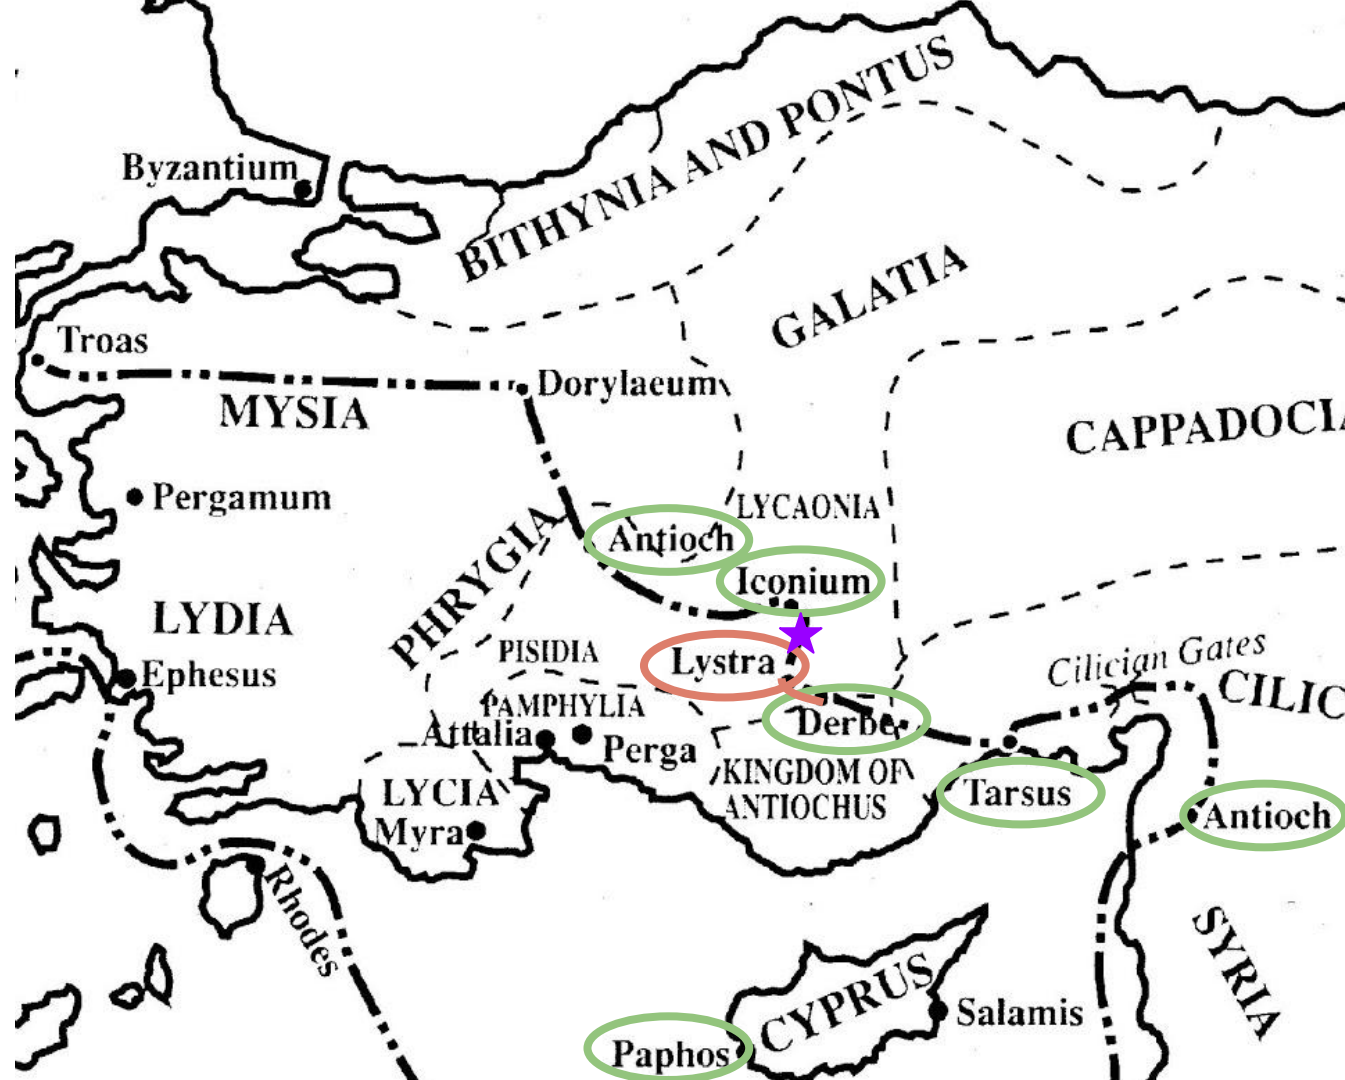 BITHYNIA AND PONTUS
Byzantium
GALATIA
Troas
Dorylaeum
MYSIA
CAPPADOCIA
Pergamum
LYCAONIA
Antioch
PHRYGIA
Iconium
LYDIA
PISIDIA
Lystra
Cilician Gates
Ephesus
CILIC
PAMPHYLIA
Attalia
Perga
Derbe
KINGDOM OF
ANTIOCHUS
Tarsus
LYCIA
Myra
Antioch
Rhodes
SYRIA
CYPRUS
Salamis
Paphos